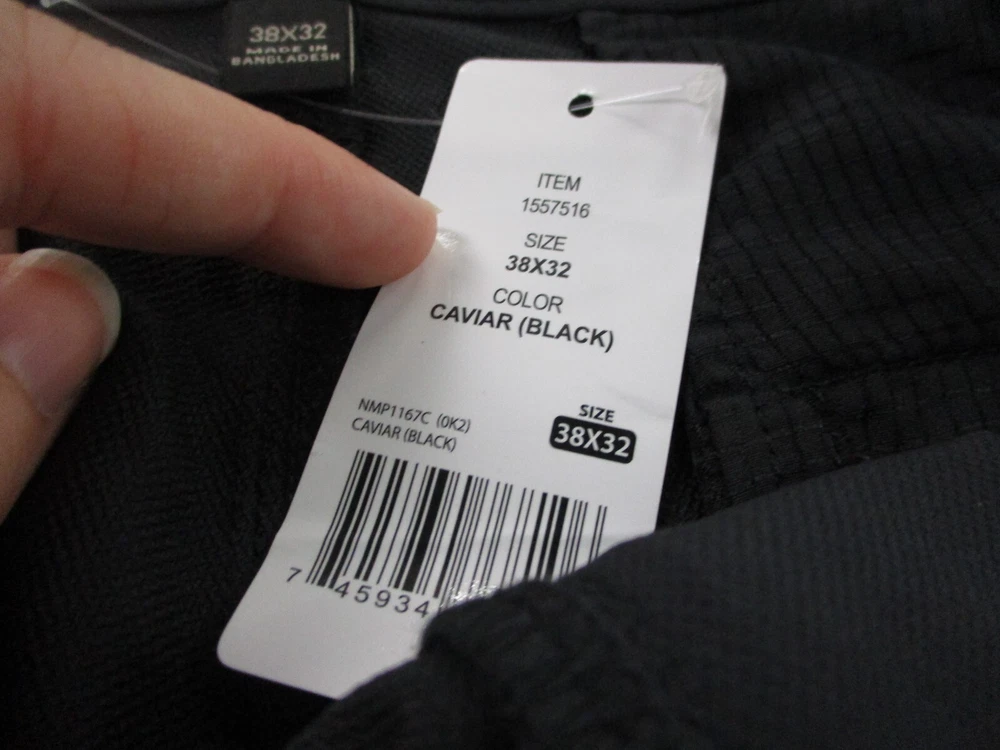 38X32
MADE IN
BANGLADESH
ITEM
1557516
SIZE
38X32
COLOR
CAVIAR (BLACK)
NMP1167C (0K2)
CAVIAR (BLACK)
SIZE
38X32
7 45934